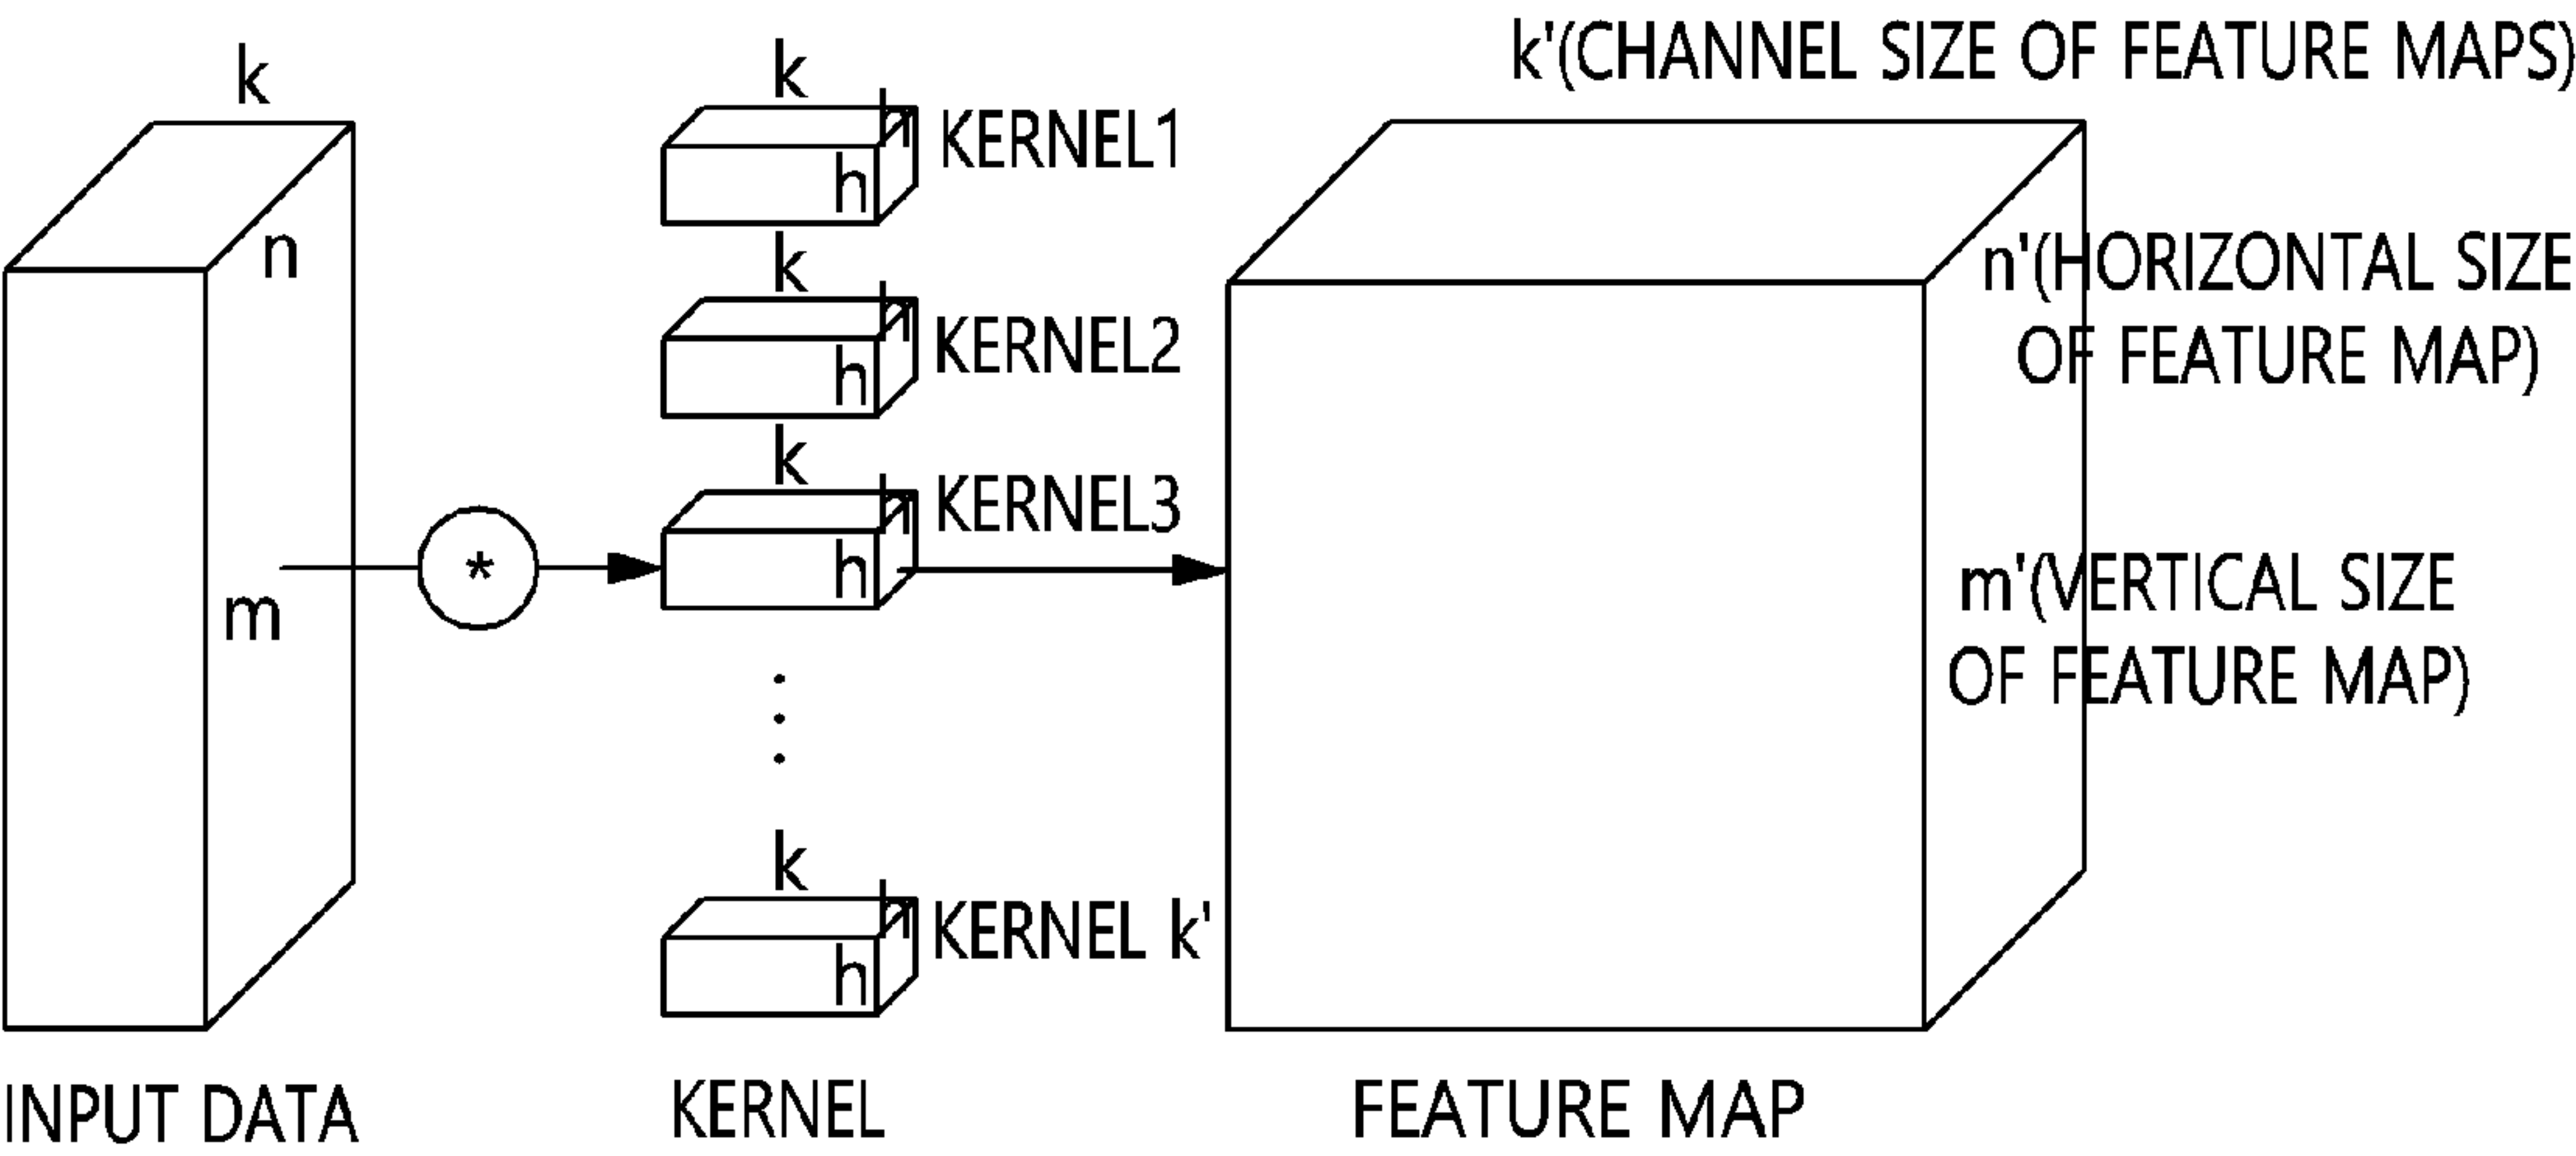 k
n
m
*
k
h
h
KERNEL1
k
h
h
KERNEL2
k
h
h
KERNEL3
k
h
h
KERNEL k'
k'(CHANNEL SIZE OF FEATURE MAPS)
n'(HORIZONTAL SIZE
OF FEATURE MAP)
m'(VERTICAL SIZE
OF FEATURE MAP)
INPUT DATA
KERNEL
FEATURE MAP